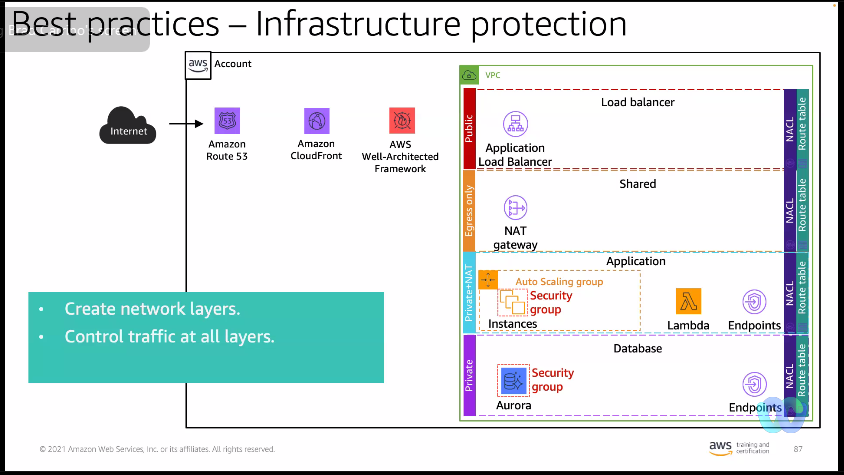 Best practices – Infrastructure protection
aws
Account
Internet
Amazon
Route 53
Amazon
CloudFront
AWS
Well-Architected
Framework
VPC
Public
Load balancer
Application
Load Balancer
NACL
Route table
Egress only
Shared
NAT
gateway
NACL
Route table
Private+NAT
Application
Auto Scaling group
Security
group
Instances
Lambda
Endpoints
NACL
Route table
Private
Database
Security
group
Aurora
Endpoints
NACL
Route table
• Create network layers.
• Control traffic at all layers.
© 2021 Amazon Web Services, Inc. or its affiliates. All rights reserved.
aws
training and
certification
87